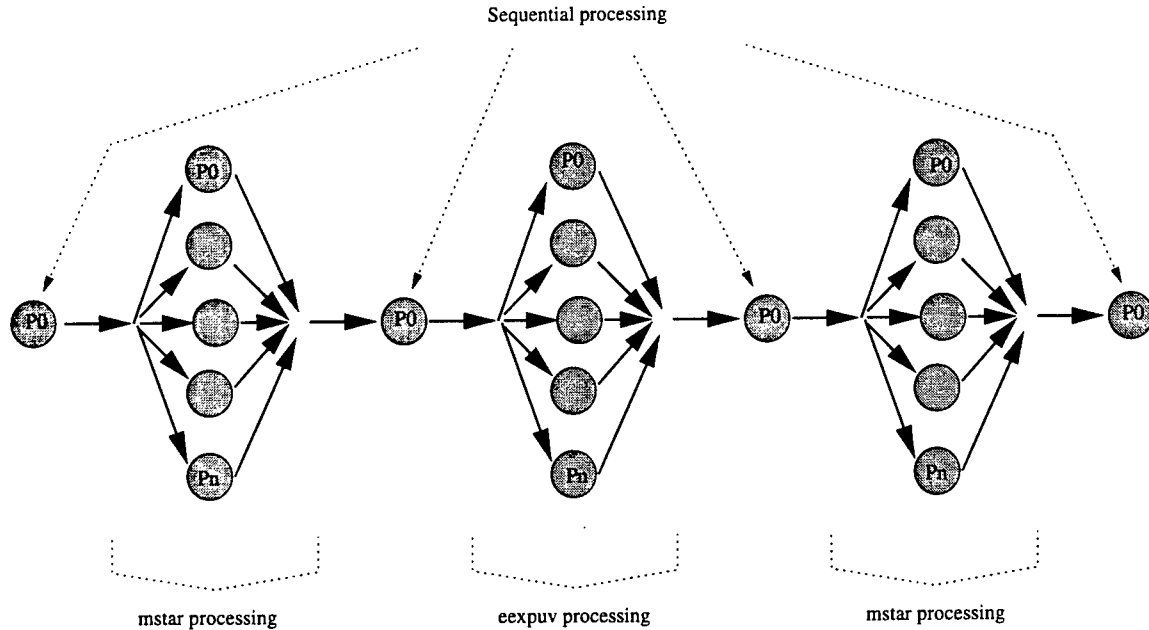 Sequential processing
P0 P0 P0
P0 P0 P0 P0
Pn Pn Pn
mstar processing eexpuv processing mstar processing